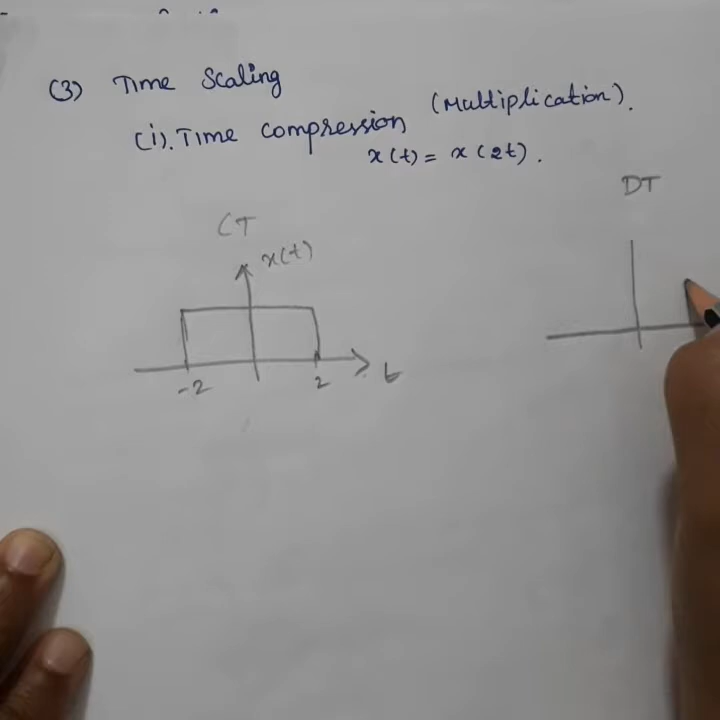 (3) Time Scaling
(i). Time compression (Multiplication).
x(t) = x(2t).
CT
DT
x(t)
-2
2
t